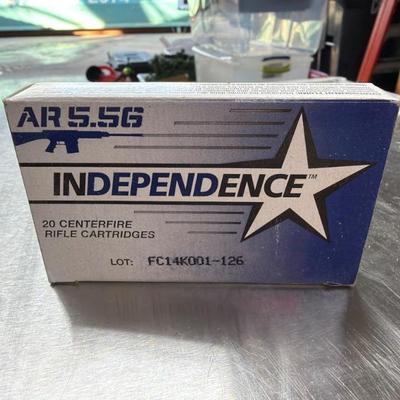 AR 5.56
INDEPENDENCE™
20 CENTERFIRE
RIFLE CARTRIDGES
LOT: FC14K001-126